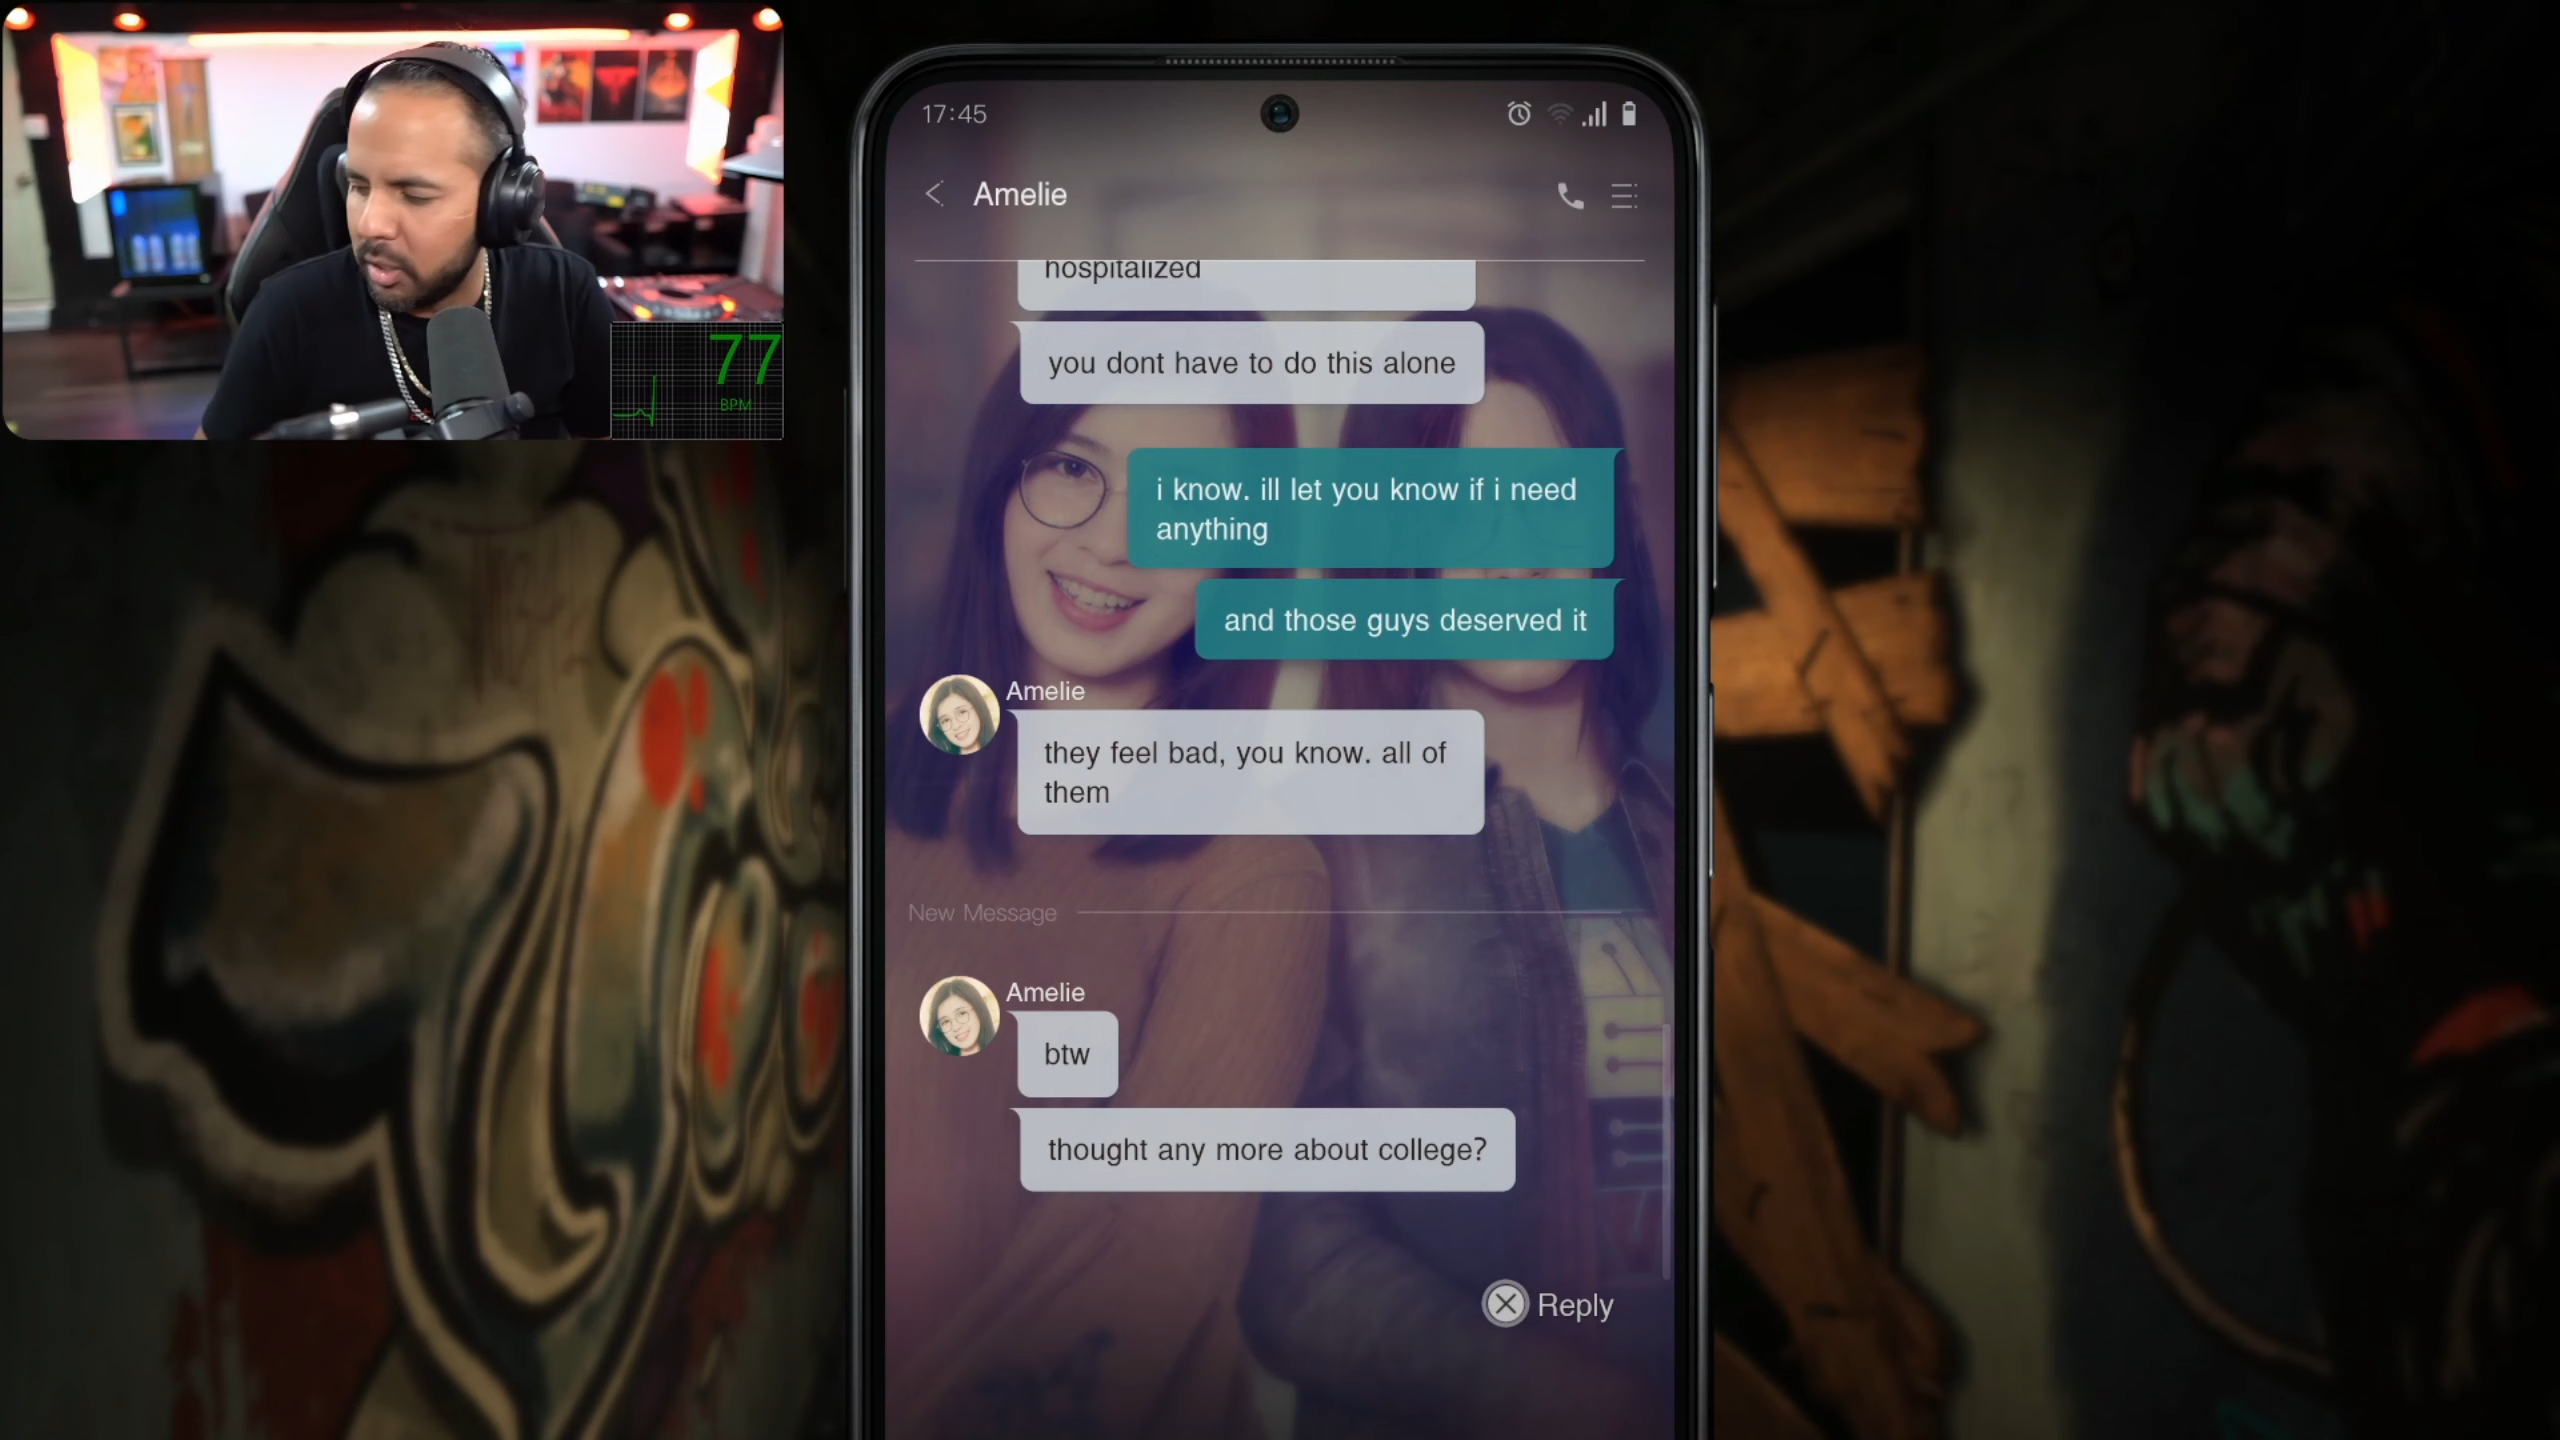 77
BPM
17:45
Amelie
hospitalized
you dont have to do this alone
i know. ill let you know if i need
anything
and those guys deserved it
Amelie
they feel bad, you know. all of
them
New Message
Amelie
btw
thought any more about college?
Reply